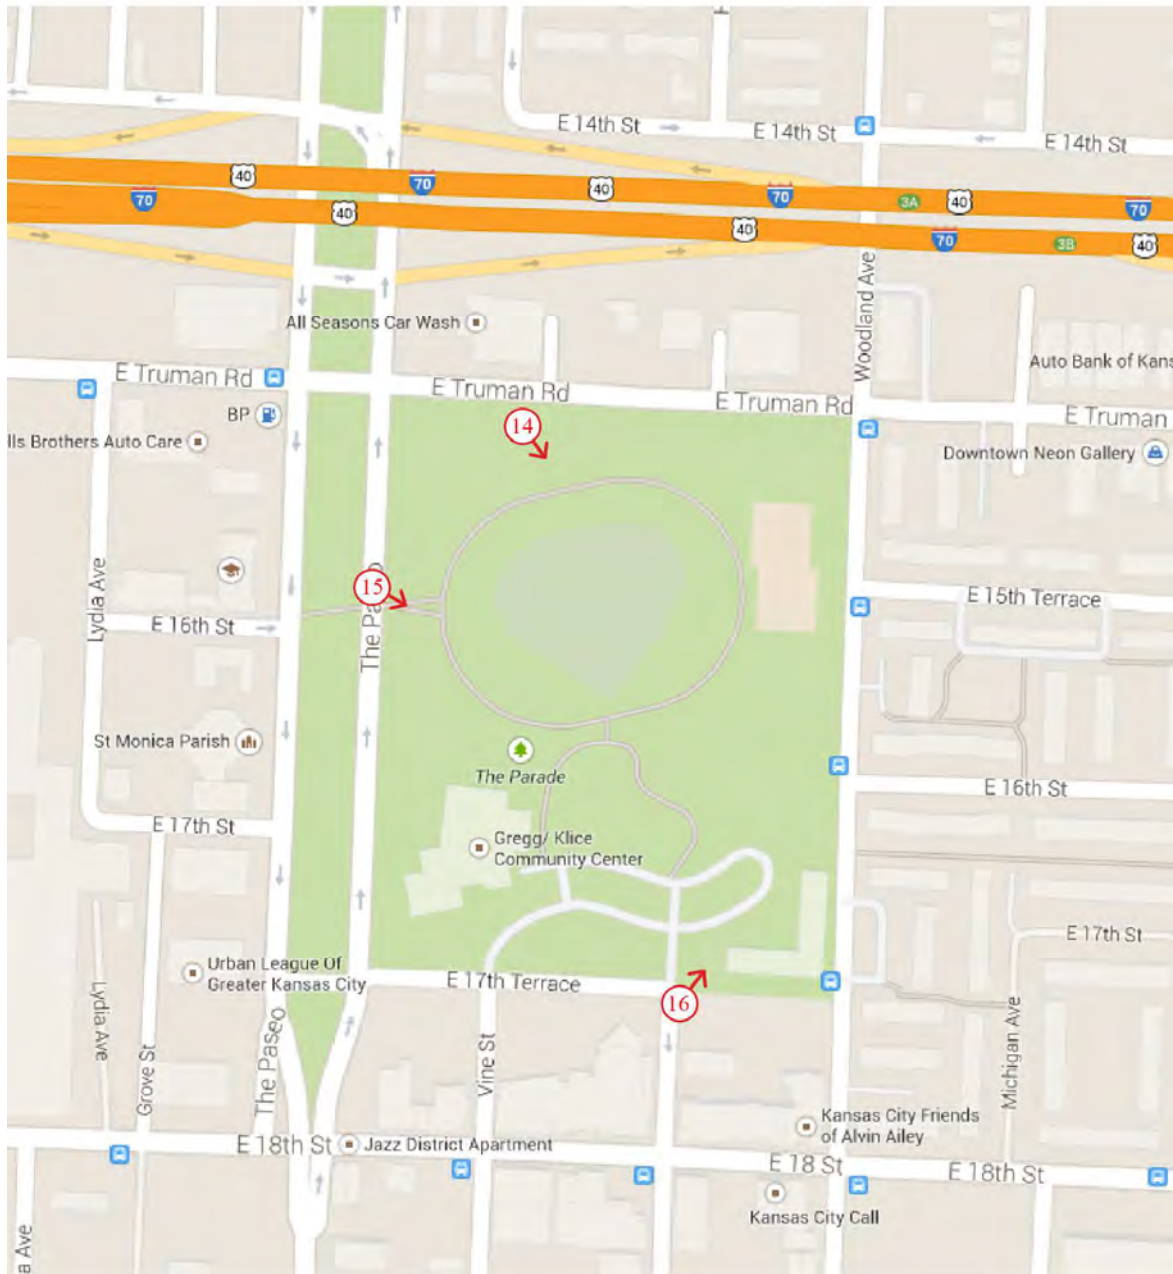 E 14th St
E 14th St
E 14th St
40
70
40
70
3A
40
70
70
40
40
70
3B
40
Woodland Ave
All Seasons Car Wash
Auto Bank of Kans
E Truman Rd
E Truman Rd
E Truman Rd
E Truman
BP
lls Brothers Auto Care
14
Downtown Neon Gallery
15
Lydia Ave
The Paseo
E 16th St
E 15th Terrace
St Monica Parish
The Parade
E 16th St
E 17th St
Gregg/ Klice
Community Center
E 17th St
Urban League Of
Greater Kansas City
E 17th Terrace
16
Lydia Ave
Grove St
The Paseo
Vine St
Michigan Ave
Kansas City Friends
of Alvin Ailey
E 18th St
Jazz District Apartment
E 18 St
E 18th St
Kansas City Call
a Ave